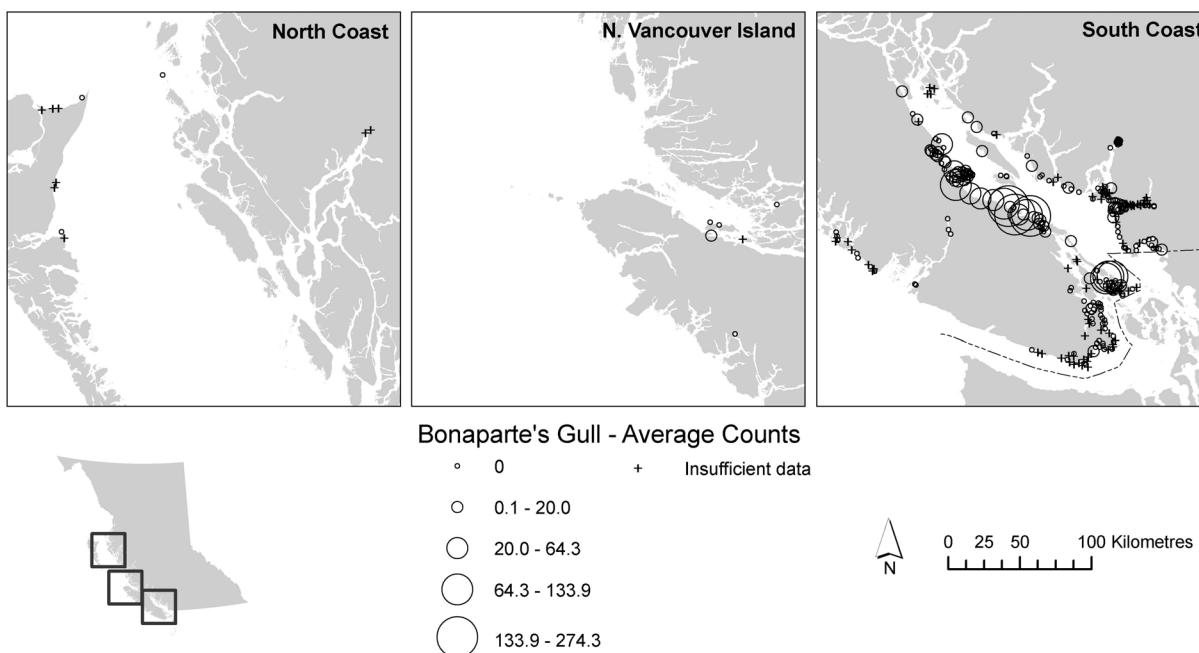 North Coast
N. Vancouver Island
South Coast
Bonaparte's Gull - Average Counts
0
+ Insufficient data
0.1 - 20.0
20.0 - 64.3
64.3 - 133.9
133.9 - 274.3
N
0 25 50 100 Kilometres